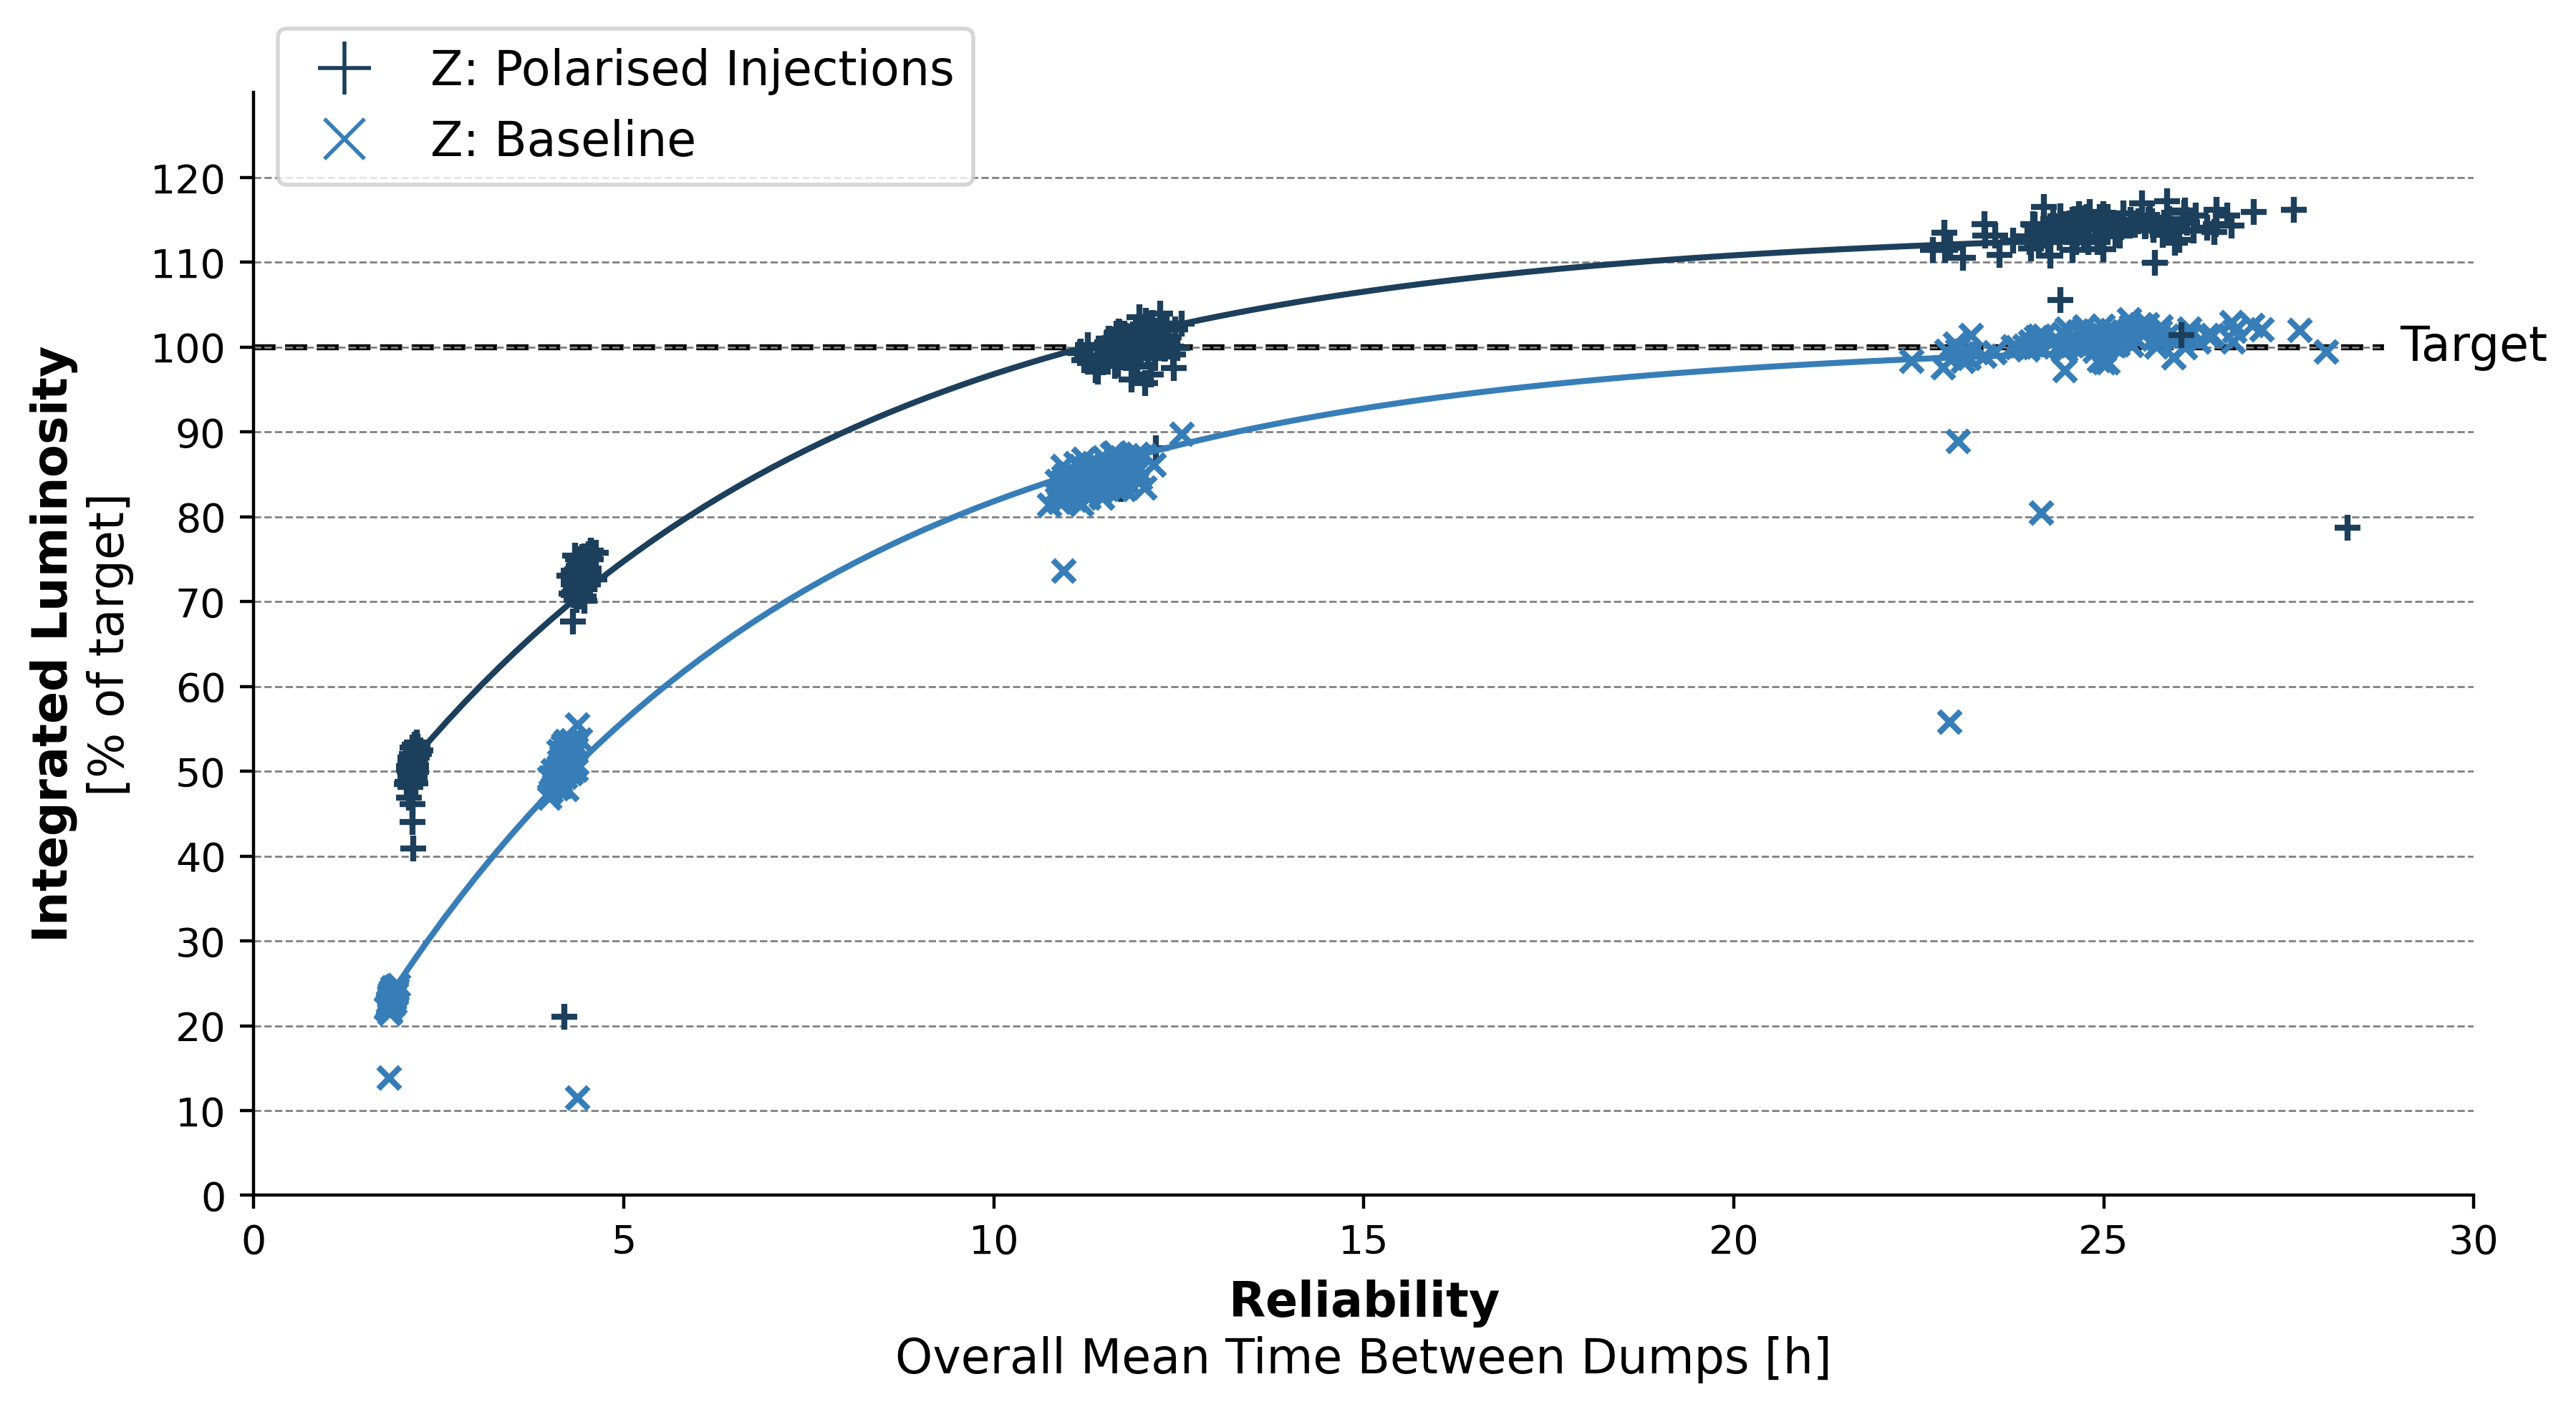 Z: Polarised Injections
Z: Baseline
120
110
100
90
80
70
60
50
40
30
20
10
0
Target
Integrated Luminosity
[% of target]
0 5 10 15 20 25 30
Reliability
Overall Mean Time Between Dumps [h]